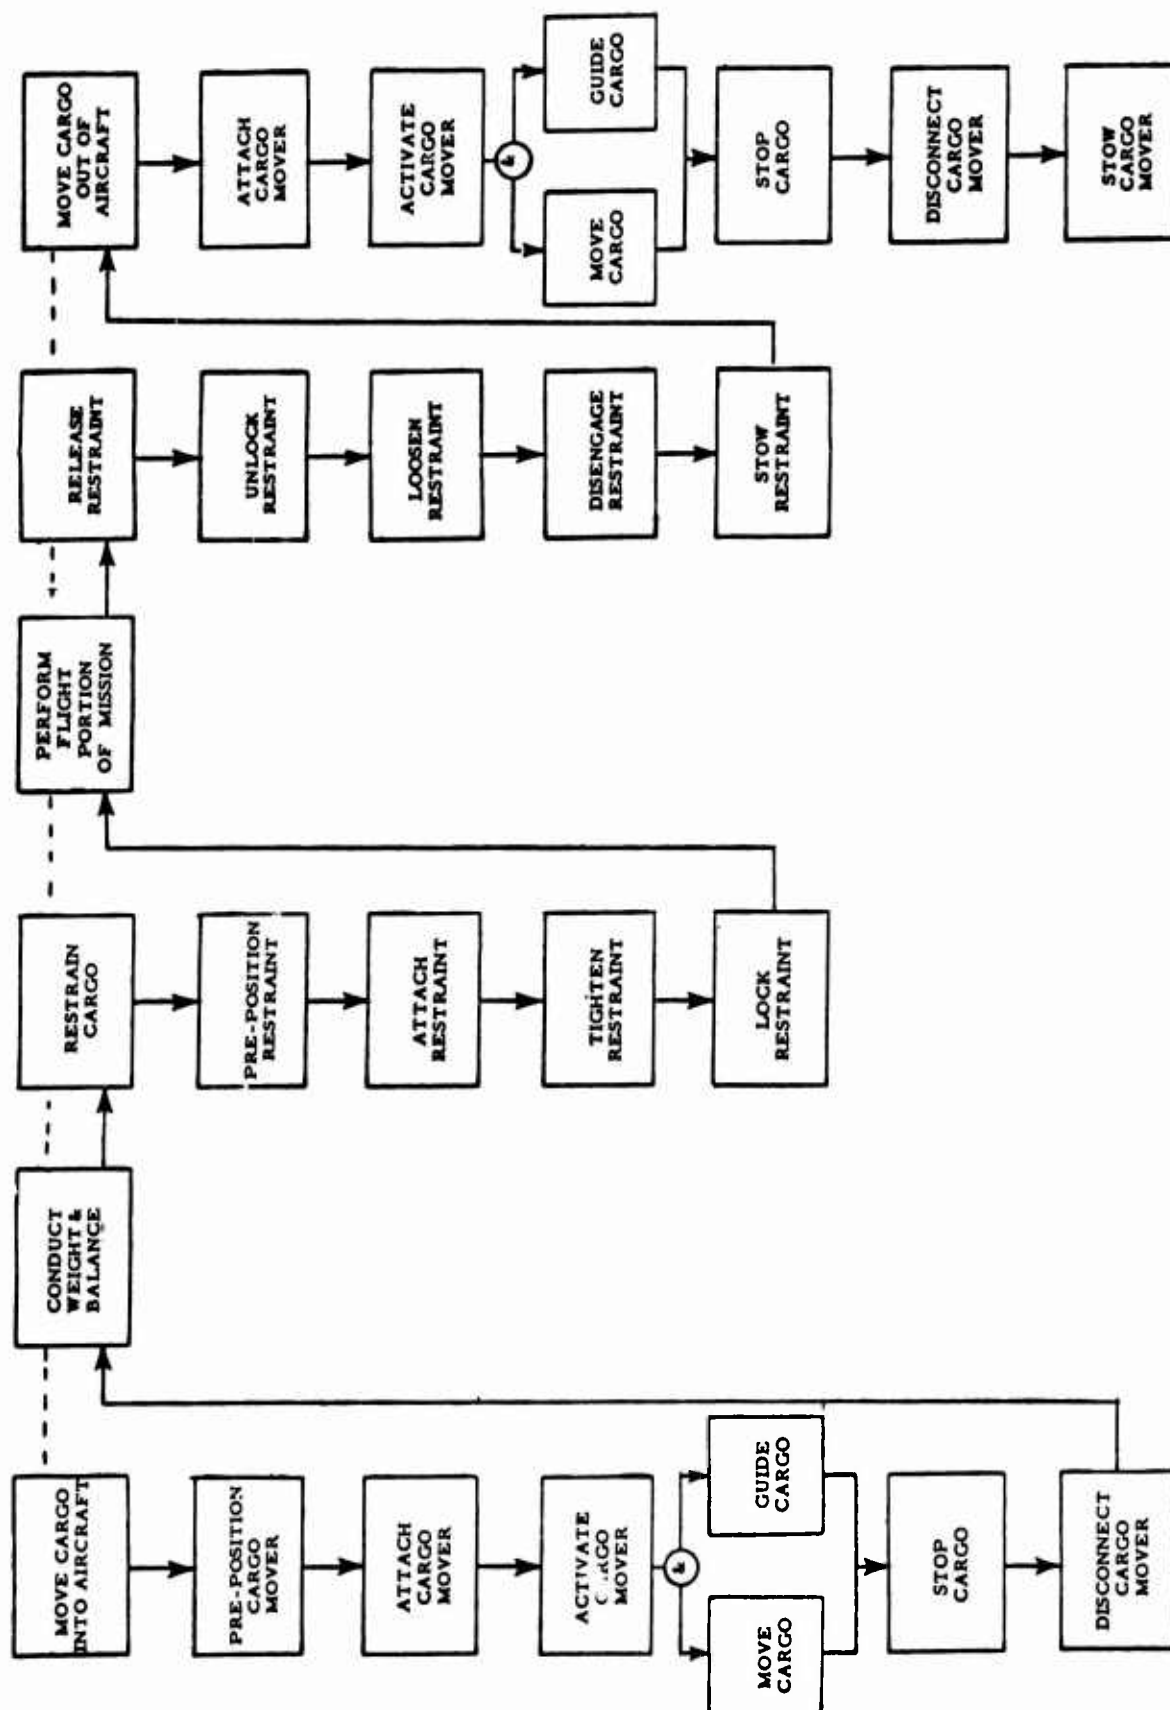 MOVE CARGO
INTO AIRCRAFT
PRE-POSITION
CARGO
MOVER
ATTACH
CARGO
MOVER
ACTIVATE
MOVER
&
MOVE
CARGO
GUIDE
CARGO
STOP
CARGO
DISCONNECT
CARGO
MOVER
CONDUCT
WEIGHT &
BALANCE
RESTRAIN
CARGO
PRE-POSITION
RESTRAINT
ATTACH
RESTRAINT
TIGHTEN
RESTRAINT
LOCK
RESTRAINT
PERFORM
FLIGHT
PORTION
OF MISSION
RELEASE
RESTRAINT
UNLOCK
RESTRAINT
LOOSEN
RESTRAINT
DISENGAGE
RESTRAINT
STOW
RESTRAINT
MOVE CARGO
OUT OF
AIRCRAFT
ATTACH
CARGO
MOVER
ACTIVATE
CARGO
MOVER
&
MOVE
CARGO
GUIDE
CARGO
STOP
CARGO
DISCONNECT
CARGO
MOVER
STOW
CARGO
MOVER